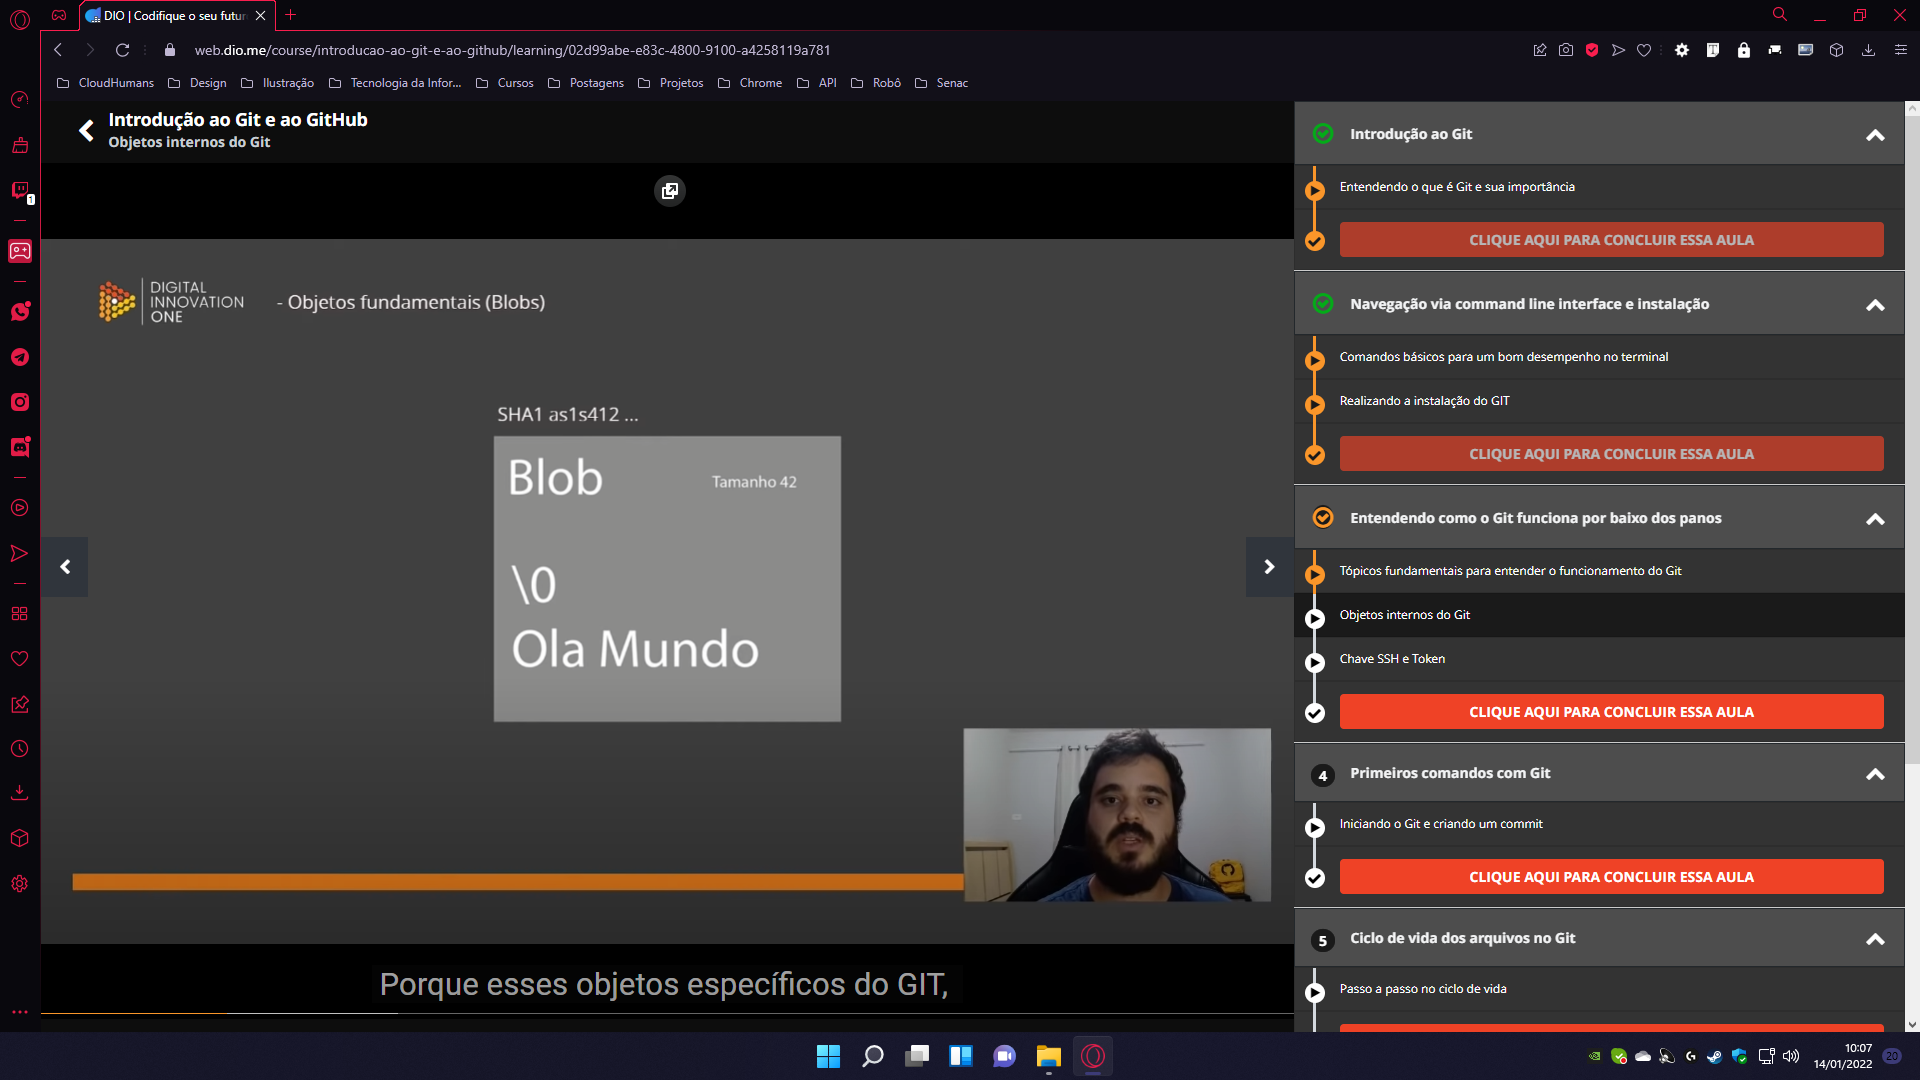 DIO | Codifique o seu futur
web.dio.me/course/introducao-ao-git-e-ao-github/learning/02d99abe-e83c-4800-9100-a4258119a781
CloudHumans Design Ilustração Tecnologia da Infor... Cursos Postagens Projetos Chrome API Robô Senac
1
Introdução ao Git e ao GitHub
Objetos internos do Git
DIGITAL
INNOVATION
ONE
- Objetos fundamentais (Blobs)
SHA1 as1s412 ...
Blob Tamanho 42
\0
Ola Mundo
Porque esses objetos específicos do GIT,
Introdução ao Git
Entendendo o que é Git e sua importância
CLIQUE AQUI PARA CONCLUIR ESSA AULA
Navegação via command line interface e instalação
Comandos básicos para um bom desempenho no terminal
Realizando a instalação do GIT
CLIQUE AQUI PARA CONCLUIR ESSA AULA
Entendendo como o Git funciona por baixo dos panos
Tópicos fundamentais para entender o funcionamento do Git
Objetos internos do Git
Chave SSH e Token
CLIQUE AQUI PARA CONCLUIR ESSA AULA
4 Primeiros comandos com Git
Iniciando o Git e criando um commit
CLIQUE AQUI PARA CONCLUIR ESSA AULA
5 Ciclo de vida dos arquivos no Git
Passo a passo no ciclo de vida
10:07
14/01/2022
20